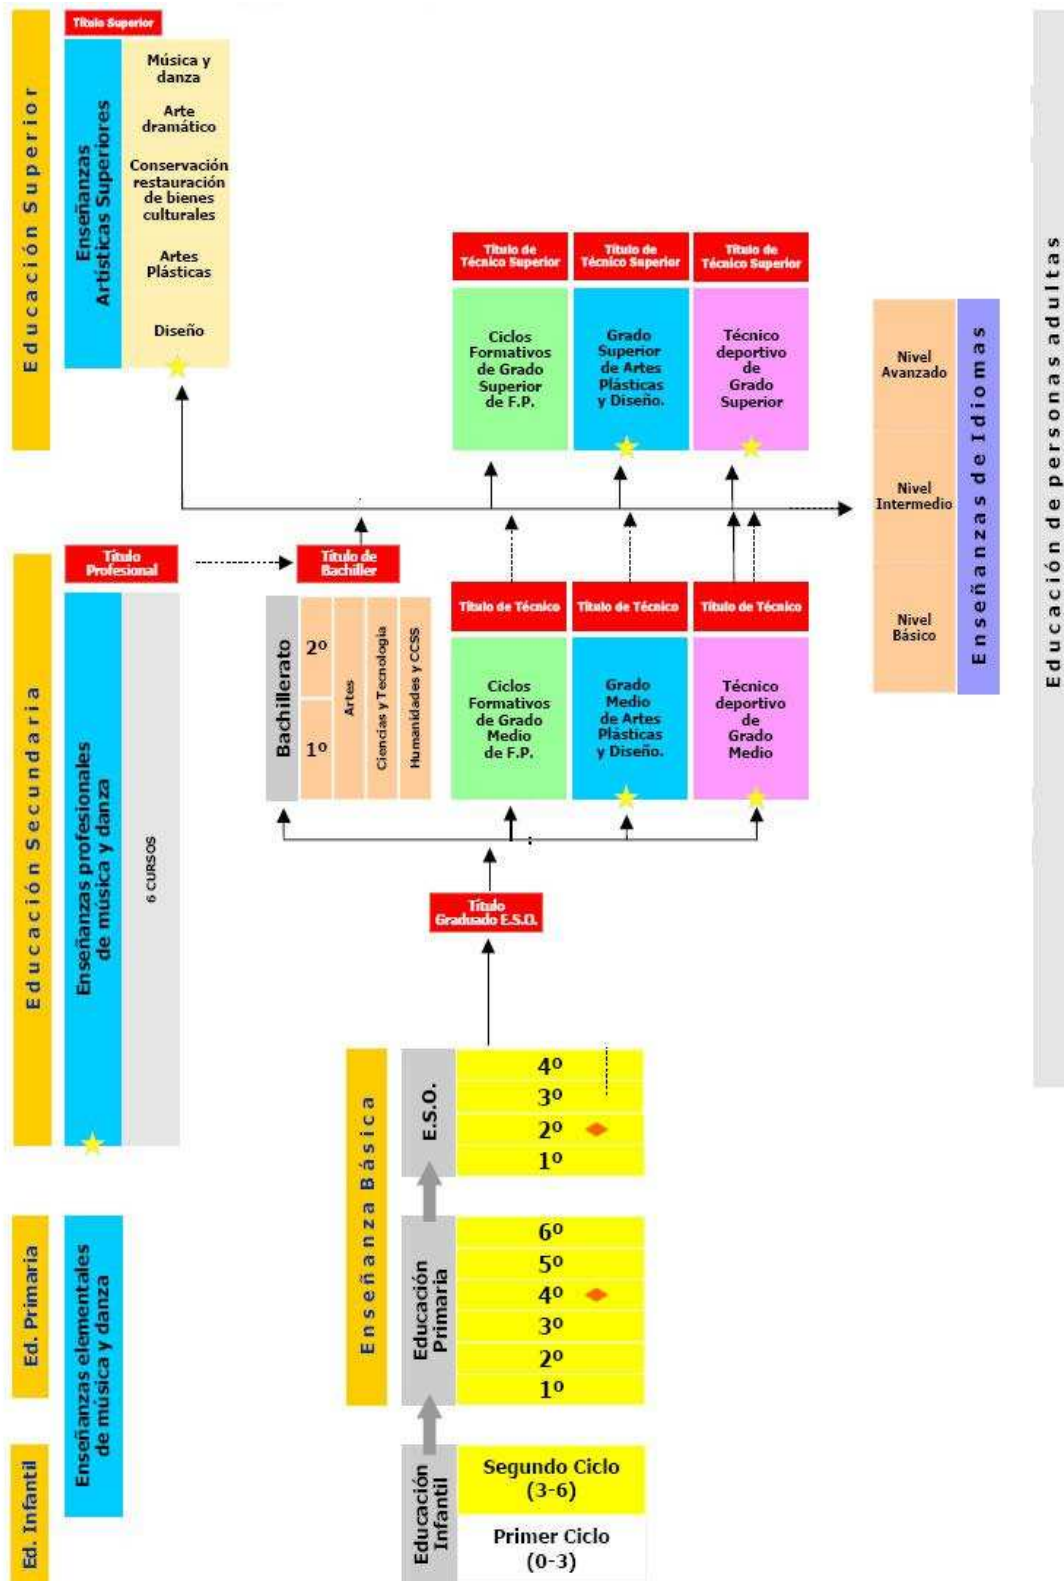 Educación Superior
Título Superior
Enseñanzas
Artísticas Superiores
Música y
danza
Arte
dramático
Conservación
restauración
de bienes
culturales
Artes
Plásticas
Diseño
Título de
Técnico Superior
Título de
Técnico Superior
Título de
Técnico Superior
Ciclos
Formativos
de Grado
Superior
de F.P.
Grado
Superior
de Artes
Plásticas
y Diseño.
Técnico
deportivo
de
Grado
Superior
Nivel
Avanzado
Nivel
Intermedio
Nivel
Básico
Enseñanzas de Idiomas
Educación de personas adultas
Educación Secundaria
Título
Profesional
Enseñanzas profesionales
de música y danza
6 CURSOS
Título de
Bachiller
Bachillerato
2º
1º
Artes
Ciencias y Tecnología
Humanidades y CCSS
Título de Técnico
Título de Técnico
Título de Técnico
Ciclos
Formativos
de Grado
Medio
de F.P.
Grado
Medio
de Artes
Plásticas
y Diseño.
Técnico
deportivo
de
Grado
Medio
Título
Graduado E.S.O.
Enseñanza Básica
E.S.O.
4º
3º
2º
1º
Ed. Primaria
Enseñanzas elementales
de música y danza
Educación
Primaria
6º
5º
4º
3º
2º
1º
Ed. Infantil
Educación
Infantil
Segundo Ciclo
(3-6)
Primer Ciclo
(0-3)